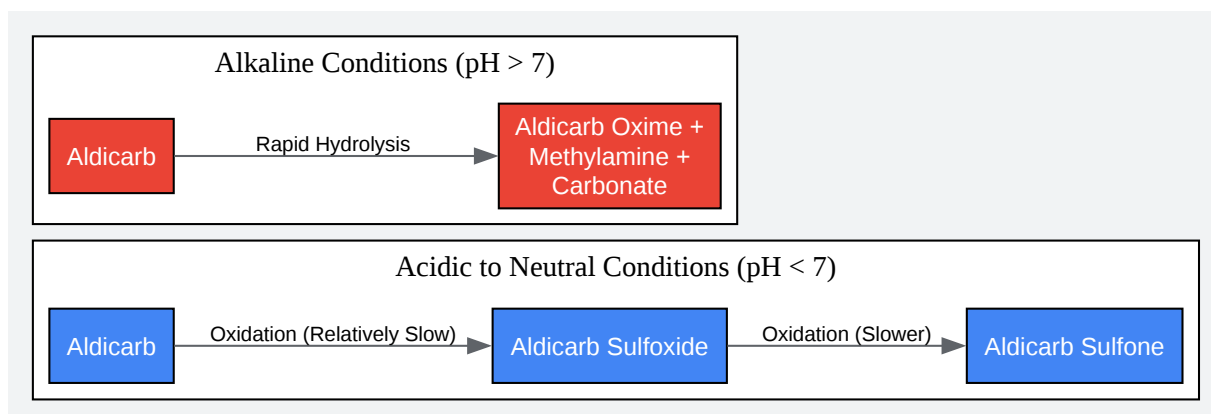 Alkaline Conditions (pH > 7)
Aldicarb
Rapid Hydrolysis
Aldicarb Oxime +
Methylamine +
Carbonate
Acidic to Neutral Conditions (pH < 7)
Aldicarb
Oxidation (Relatively Slow)
Aldicarb Sulfoxide
Oxidation (Slower)
Aldicarb Sulfone